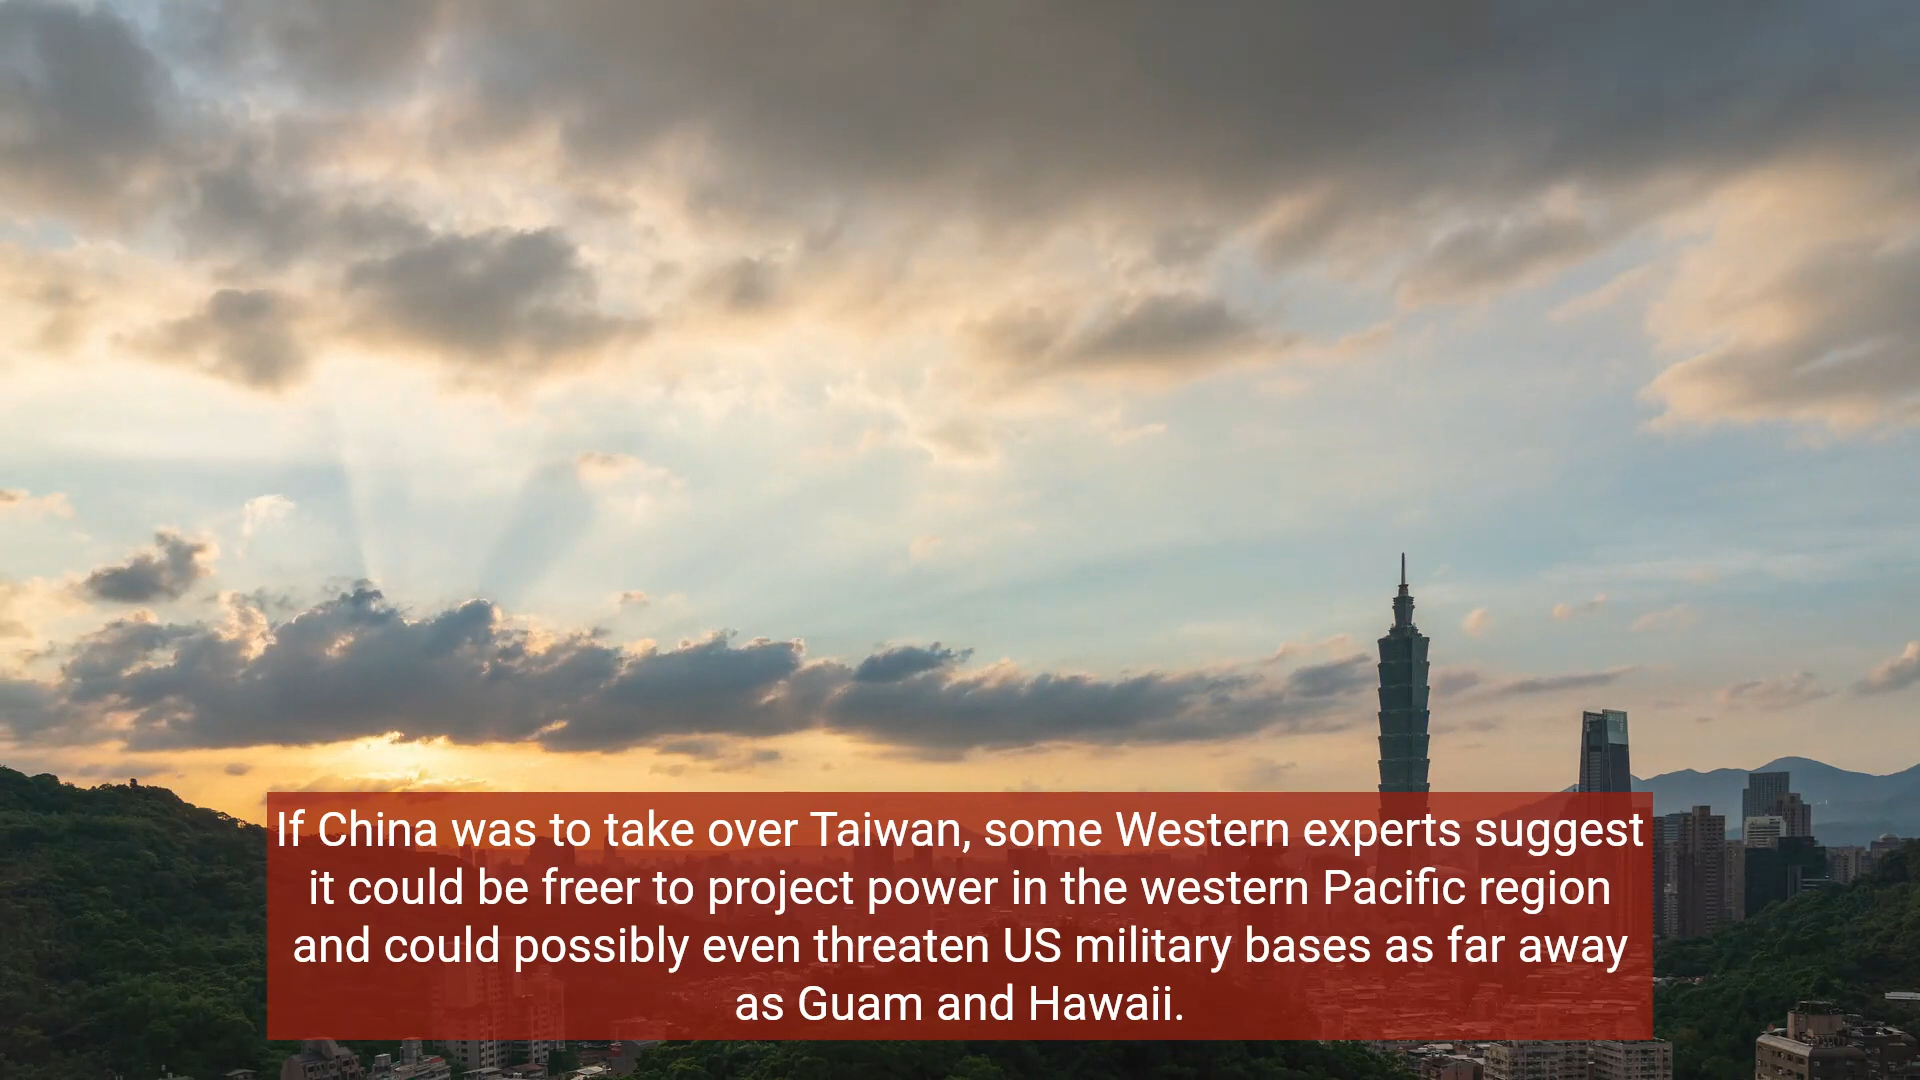 If China was to take over Taiwan, some Western experts suggest
it could be freer to project power in the western Pacific region
and could possibly even threaten US military bases as far away
as Guam and Hawaii.